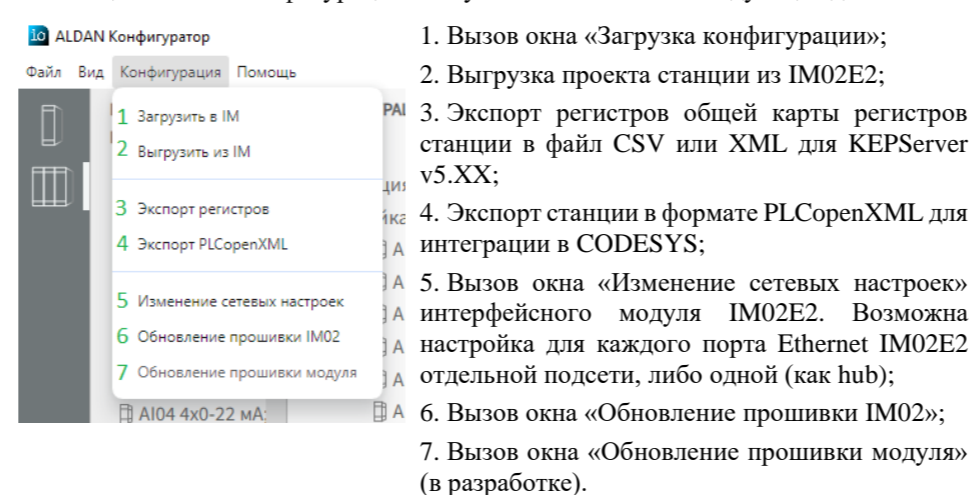 ALDAN Конфигуратор
Файл Вид Конфигурация Помощь
1 Загрузить в IM
2 Выгрузить из IM
3 Экспорт регистров
4 Экспорт PLCopenXML
5 Изменение сетевых настроек
6 Обновление прошивки IM02
7 Обновление прошивки модуля
AI04 4x0-22 мА:
1. Вызов окна «Загрузка конфигурации»;
2. Выгрузка проекта станции из IM02E2;
3. Экспорт регистров общей карты регистров
станции в файл CSV или XML для KEPServer
v5.XX;
4. Экспорт станции в формате PLCopenXML для
интеграции в CODESYS;
5. Вызов окна «Изменение сетевых настроек»
интерфейсного модуля IM02E2. Возможна
настройка для каждого порта Ethernet IM02E2
отдельной подсети, либо одной (как hub);
6. Вызов окна «Обновление прошивки IM02»;
7. Вызов окна «Обновление прошивки модуля»
(в разработке).